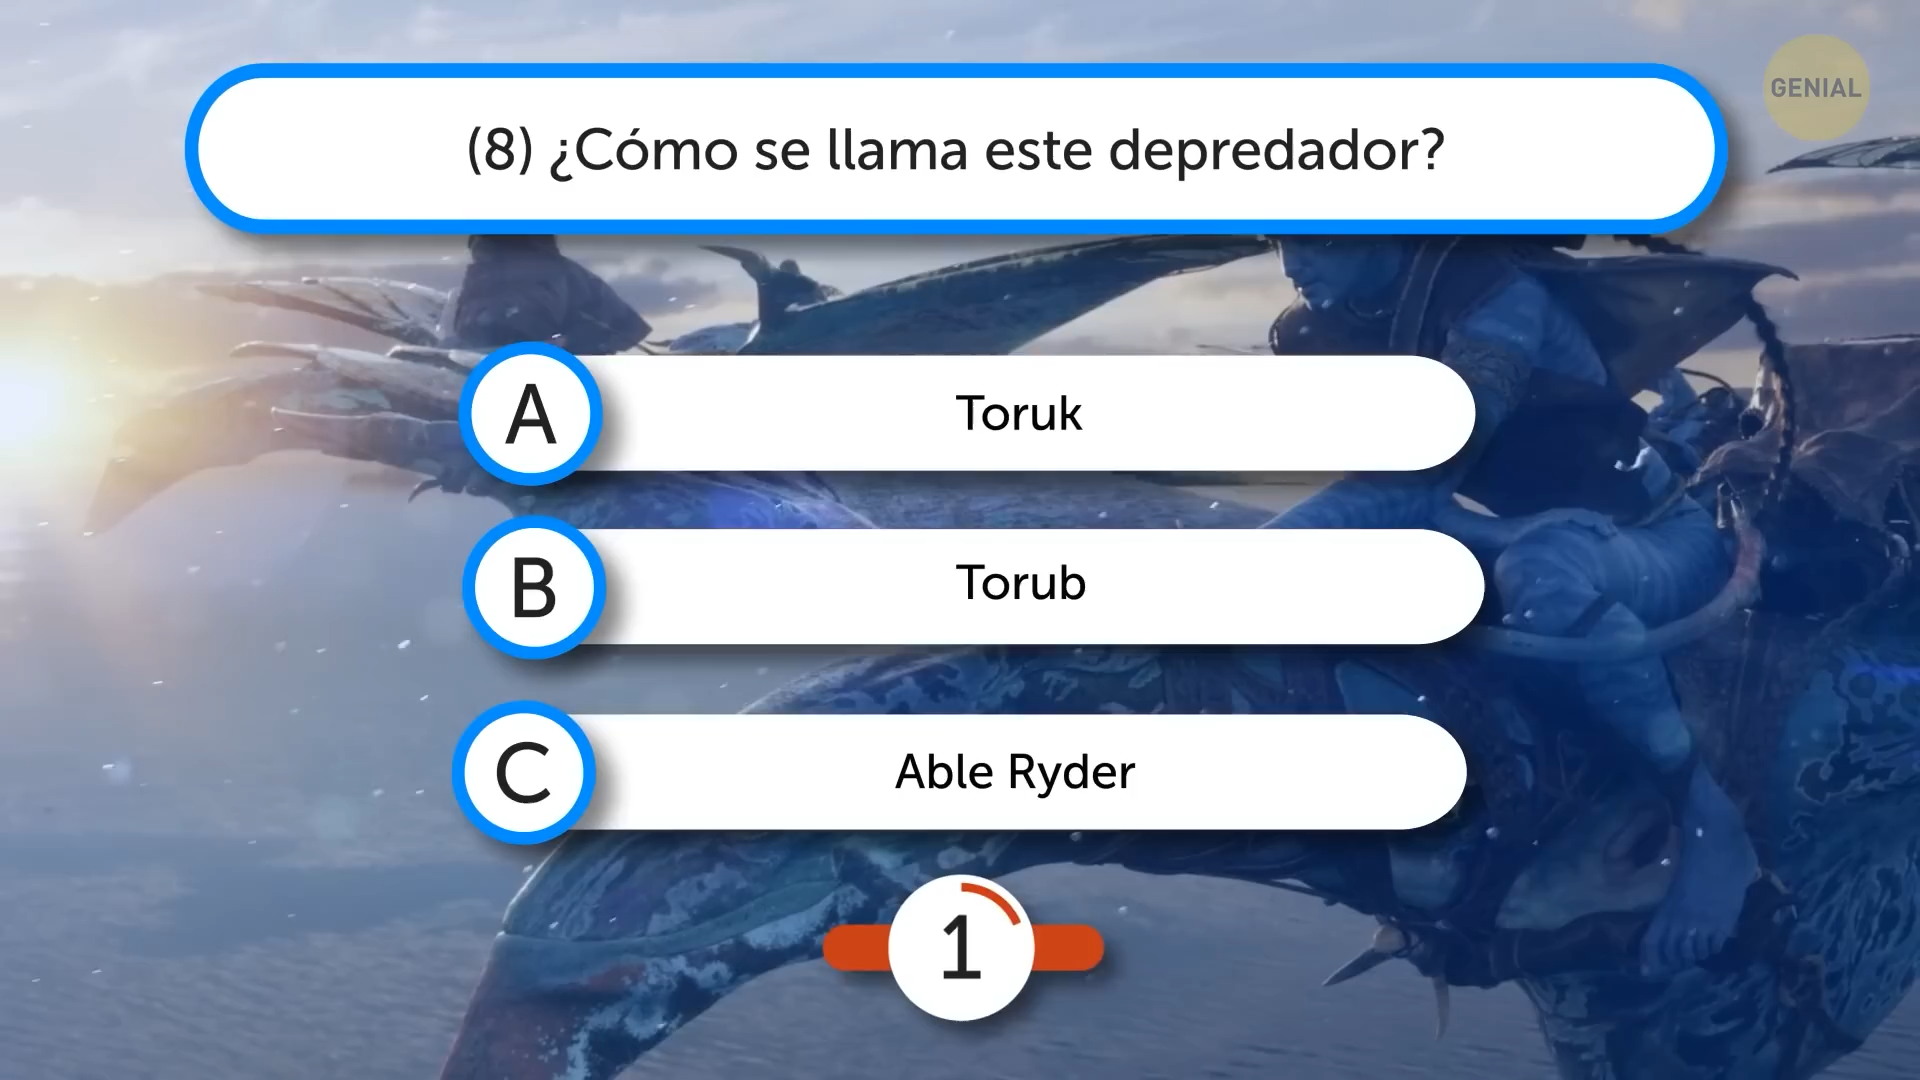 GENIAL
(8) ¿Cómo se llama este depredador?
A Toruk
B Torub
C Able Ryder
1